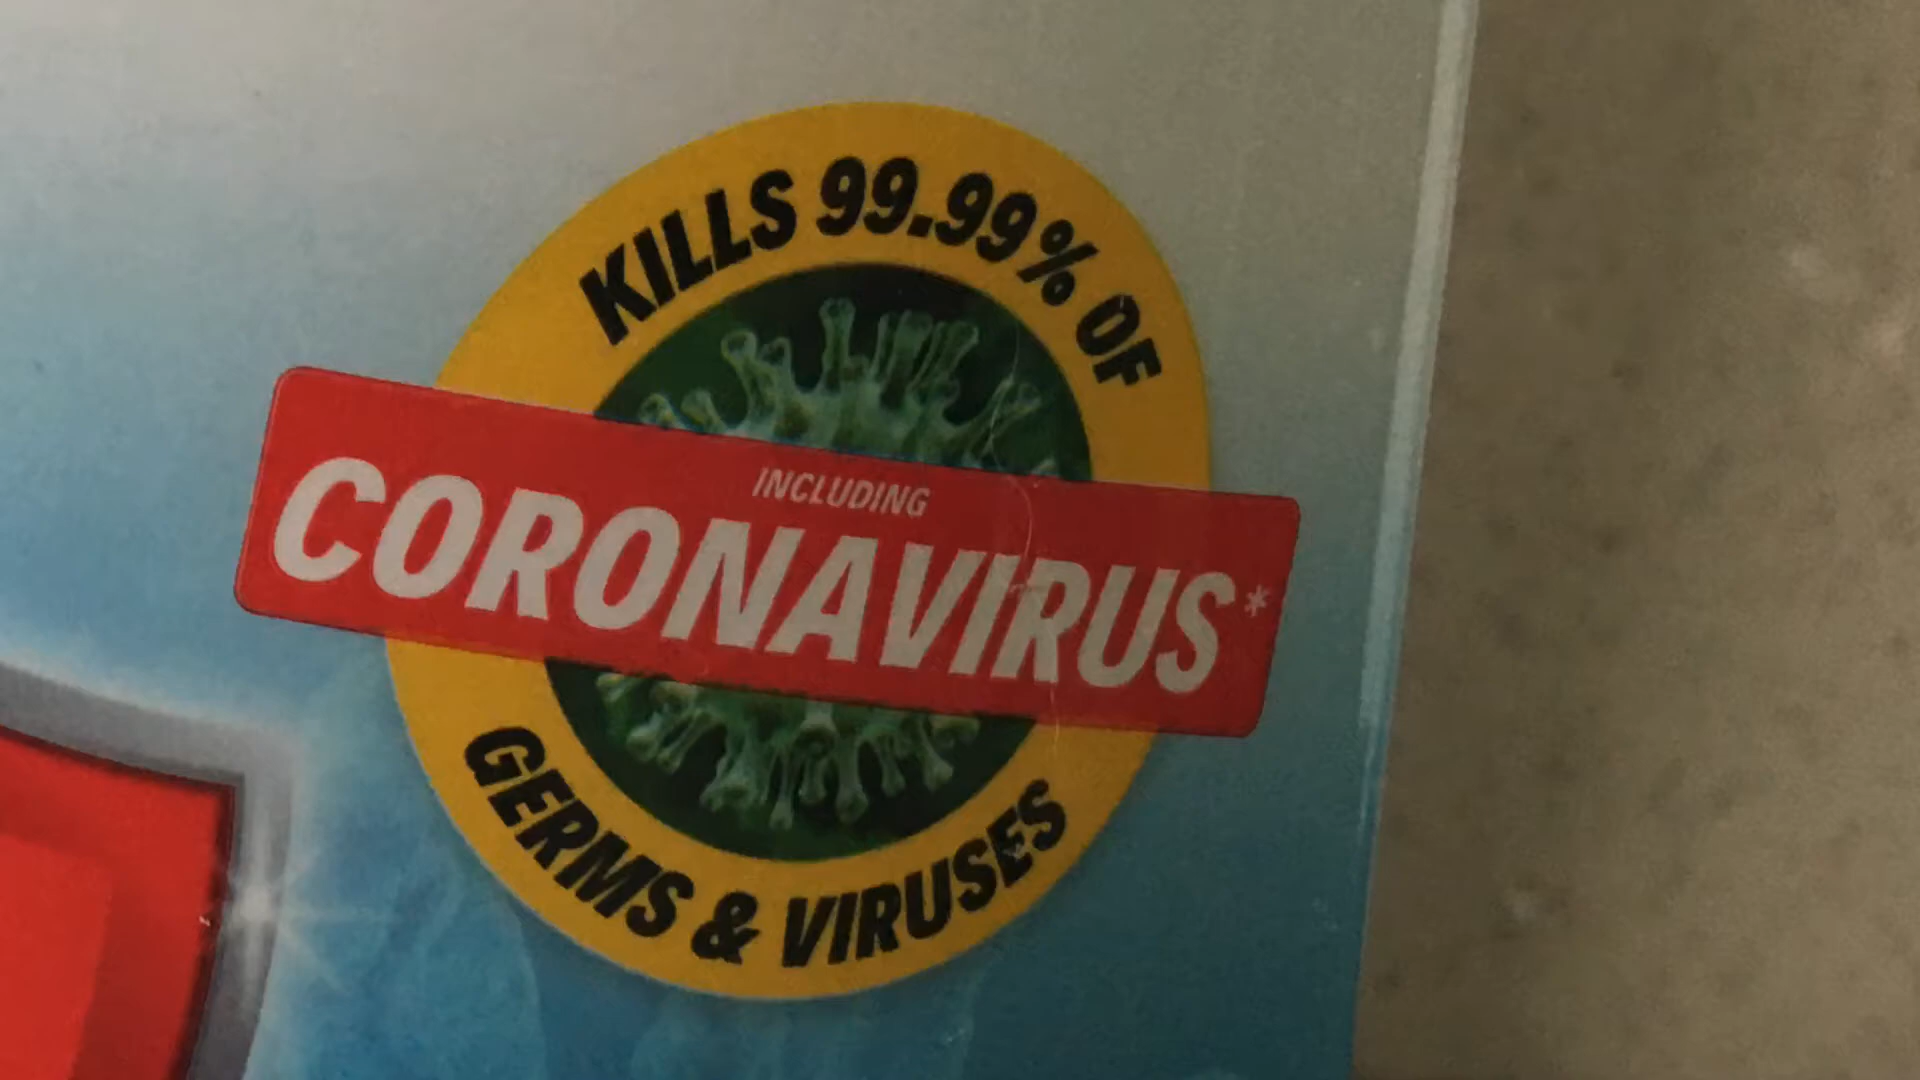 KILLS 99.99% OF
INCLUDING
CORONAVIRUS*
GERMS & VIRUSES